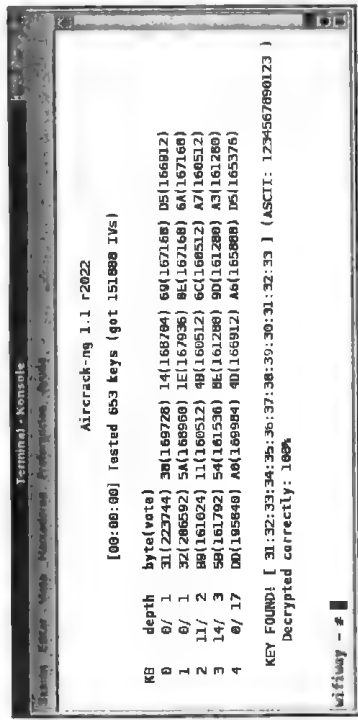 Terminal - Konsole
Aircrack-ng 1.1 r2022
[00:00:00] Tested 653 keys (got 151808 IVs)
KB depth byte(vote)
0 0/ 1 31(223744) 3B(169728) 14(168704) 69(167168) D5(166912)
1 0/ 1 32(206592) 5A(168960) 1E(167936) 8E(167168) 6A(167168)
2 11/ 2 B0(161024) 11(160512) 4B(160512) 6C(160512) A7(160512)
3 14/ 3 5B(161792) 54(161536) 8E(161280) 9D(161280) A3(161280)
4 0/ 17 DD(195840) A0(169984) 4D(166912) A6(165888) D5(165376)
KEY FOUND! [ 31:32:33:34:35:36:37:38:39:30:31:32:33 ] (ASCII: 1234567890123 )
Decrypted correctly: 100%
wifiway ~ #